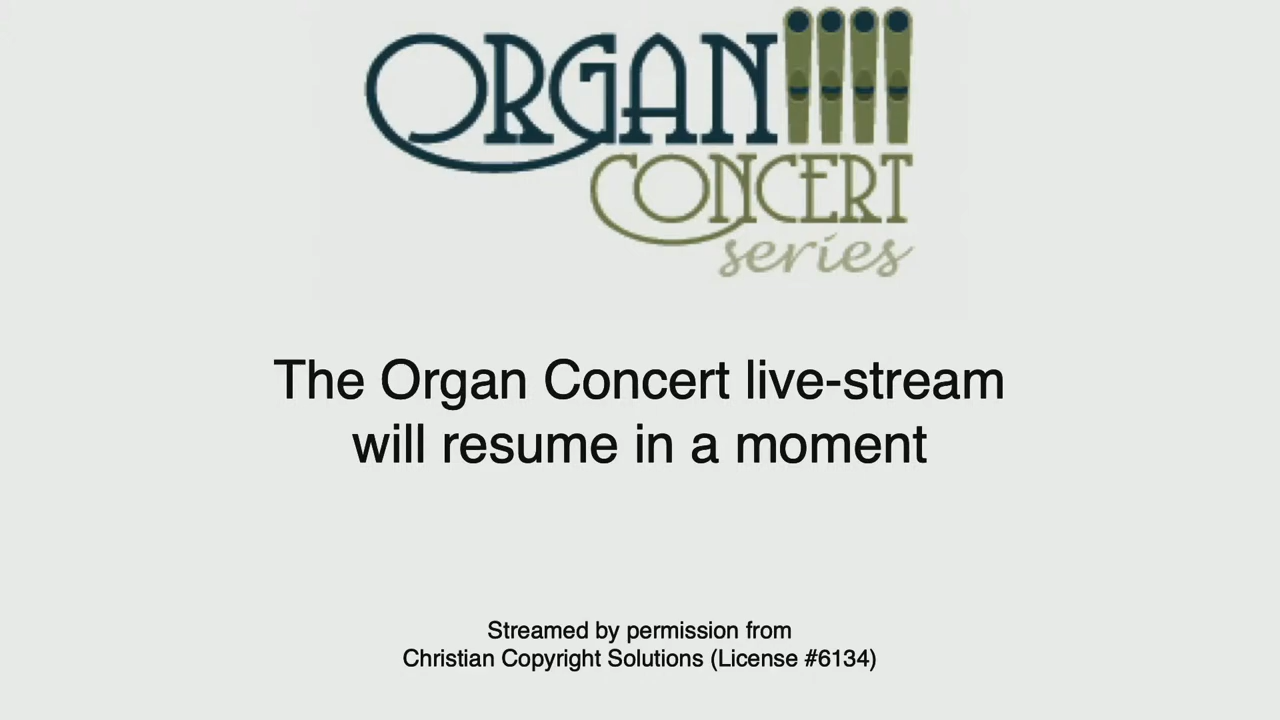 ORGAN
CONCERT
series
The Organ Concert live-stream
will resume in a moment
Streamed by permission from
Christian Copyright Solutions (License #6134)